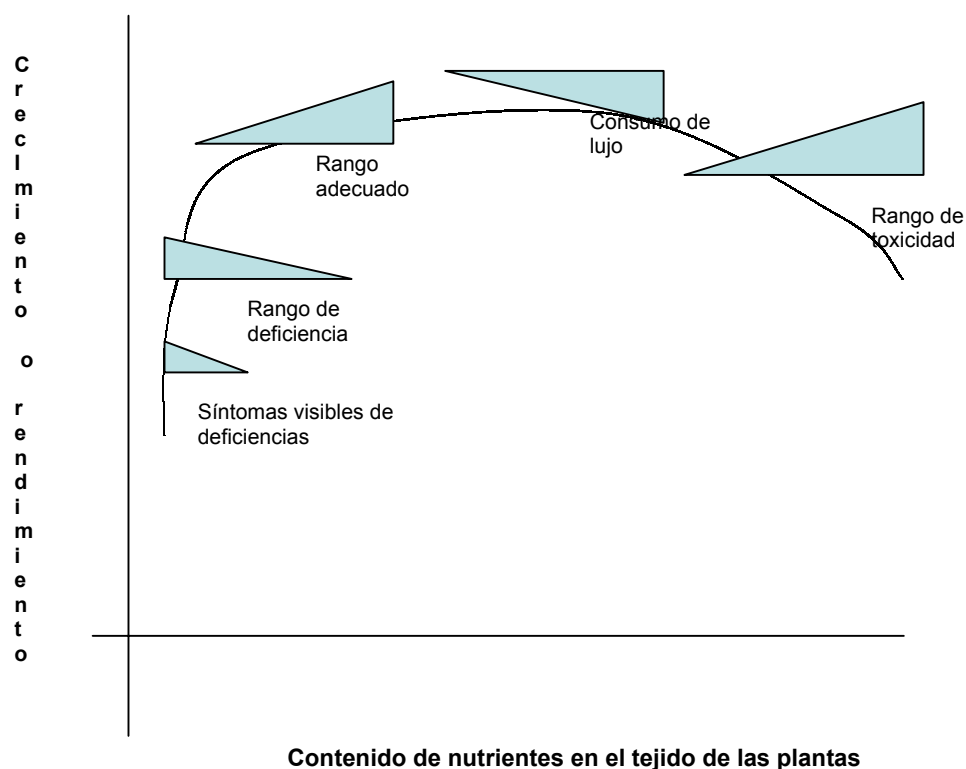 CrecImiento o rendimiento
Consumo de
lujo
Rango
adecuado
Rango de
toxicidad
Rango de
deficiencia
Síntomas visibles de
deficiencias
Contenido de nutrientes en el tejido de las plantas